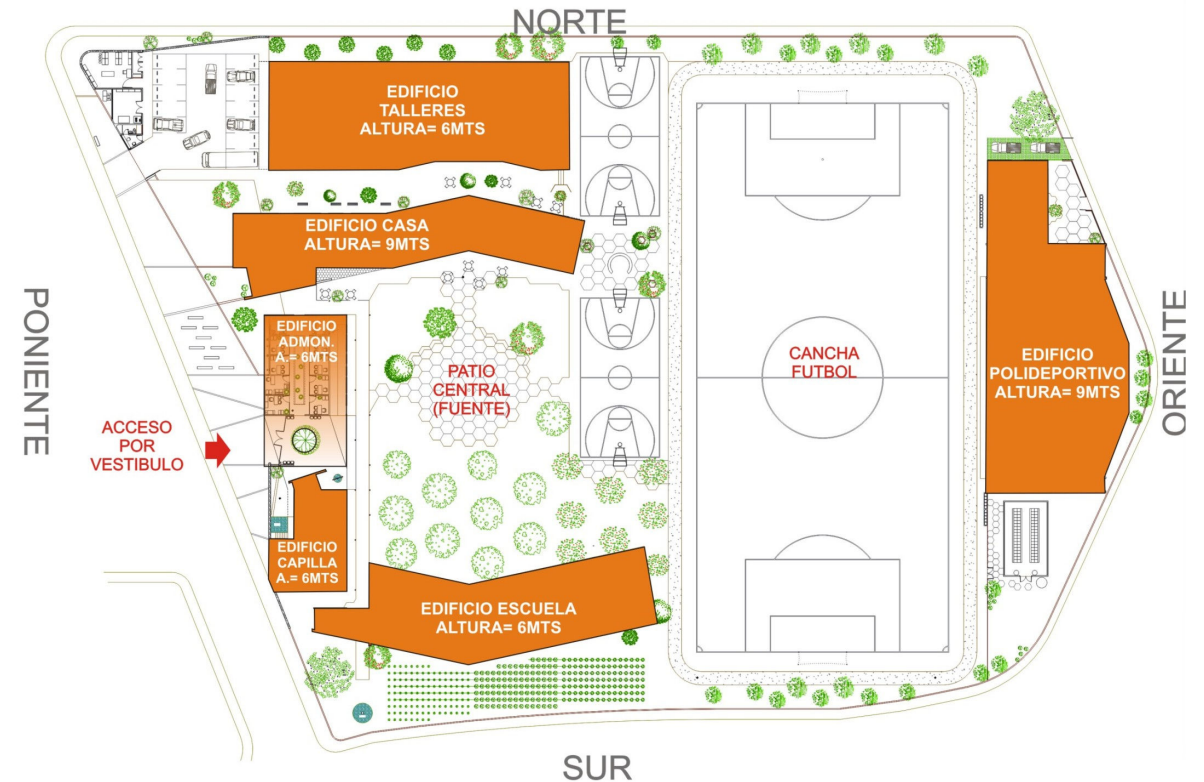 NORTE
EDIFICIO
TALLERES
ALTURA= 6MTS
EDIFICIO CASA
ALTURA= 9MTS
PONIENTE
EDIFICIO
ADMON.
A.= 6MTS
PATIO
CENTRAL
(FUENTE)
CANCHA
FUTBOL
EDIFICIO
POLIDEPORTIVO
ALTURA= 9MTS
ORIENTE
ACCESO
POR
VESTIBULO
EDIFICIO
CAPILLA
A.= 6MTS
EDIFICIO ESCUELA
ALTURA= 6MTS
SUR